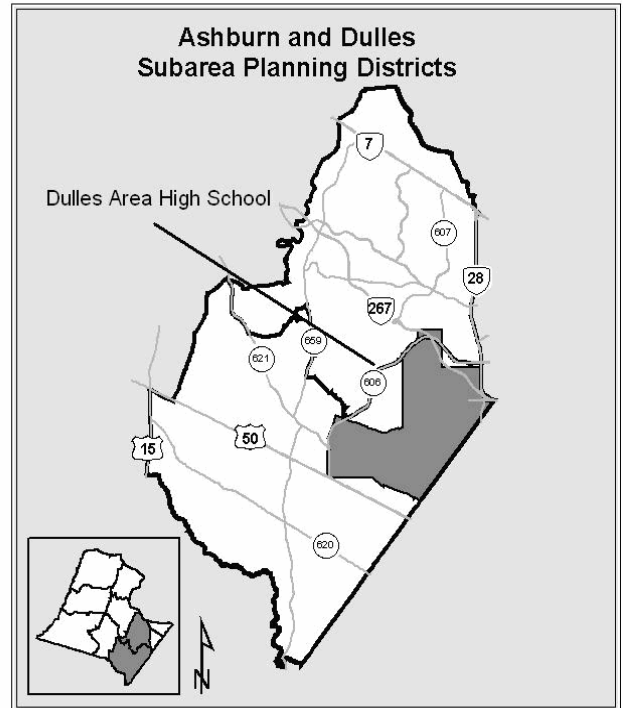 Ashburn and Dulles
Subarea Planning Districts
7
Dulles Area High School
607
28
267
659
621
606
50
15
620
N